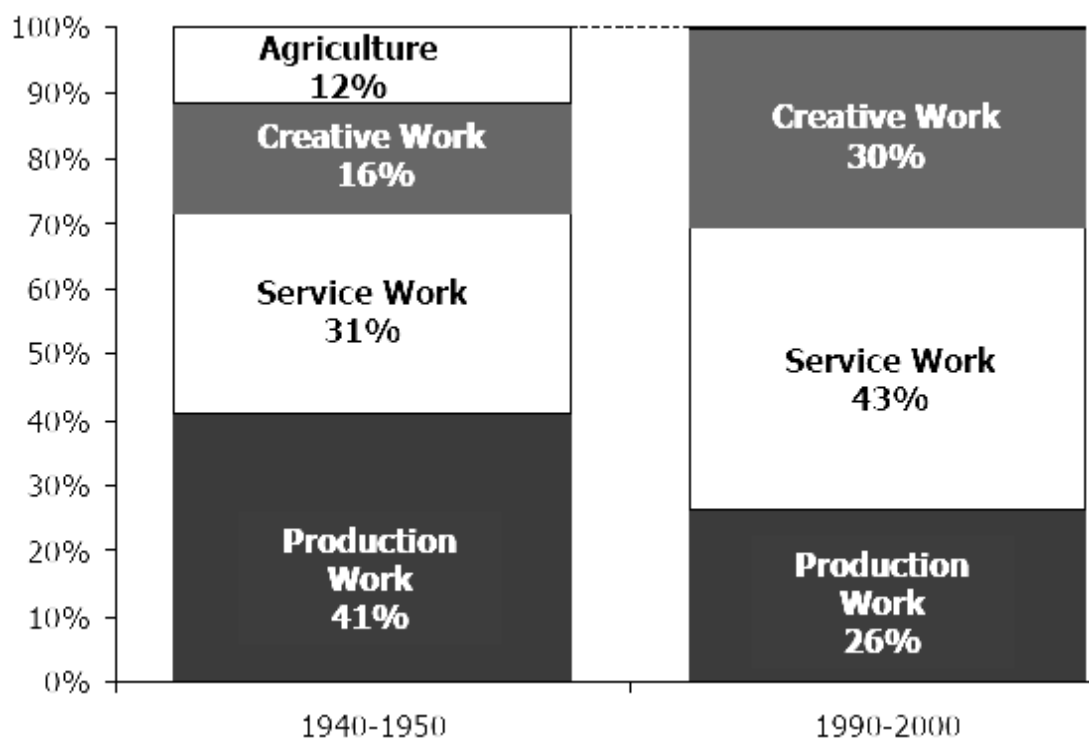 100%
90%
80%
70%
60%
50%
40%
30%
20%
10%
0%
Agriculture
12%
Creative Work
16%
Service Work
31%
Production
Work
41%
Creative Work
30%
Service Work
43%
Production
Work
26%
1940-1950
1990-2000